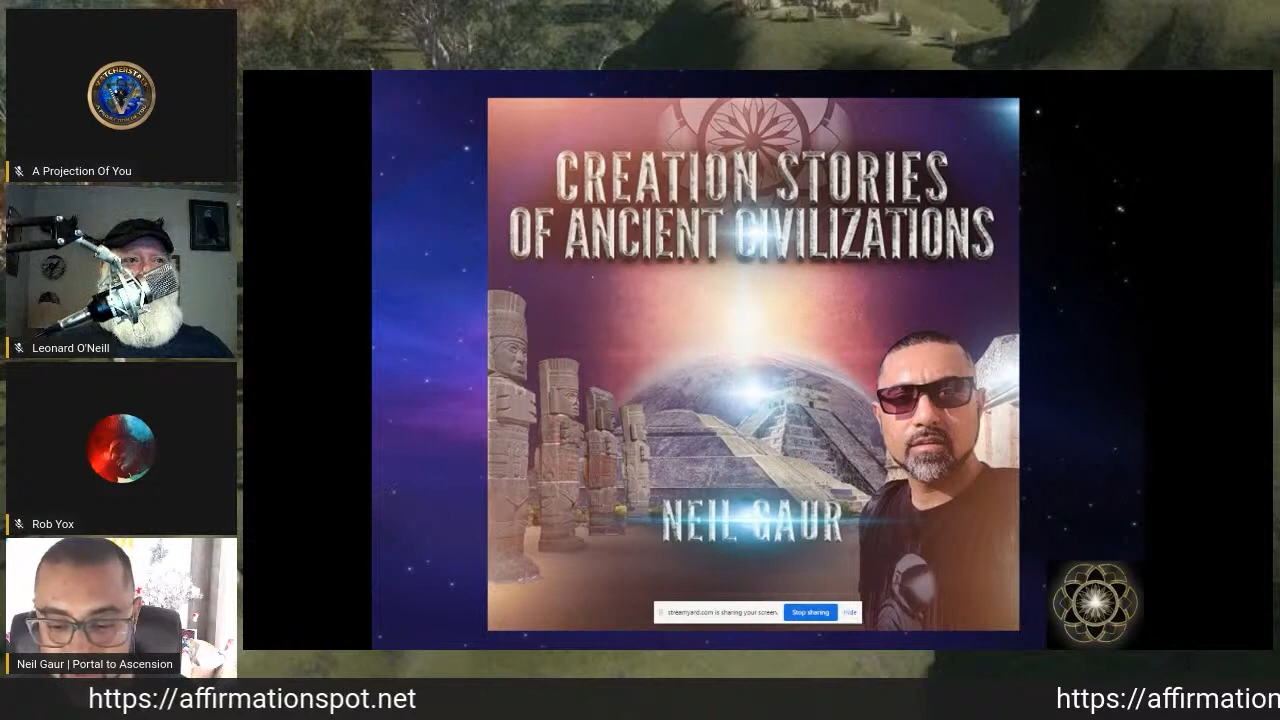 A Projection Of You
Leonard O'Neill
Rob Yox
Neil Gaur | Portal to Ascension
CREATION STORIES
OF ANCIENT CIVILIZATIONS
NEIL GAUR
streamyard.com is sharing your screen. Stop sharing Hide
https://affirmationspot.net https://affirmation